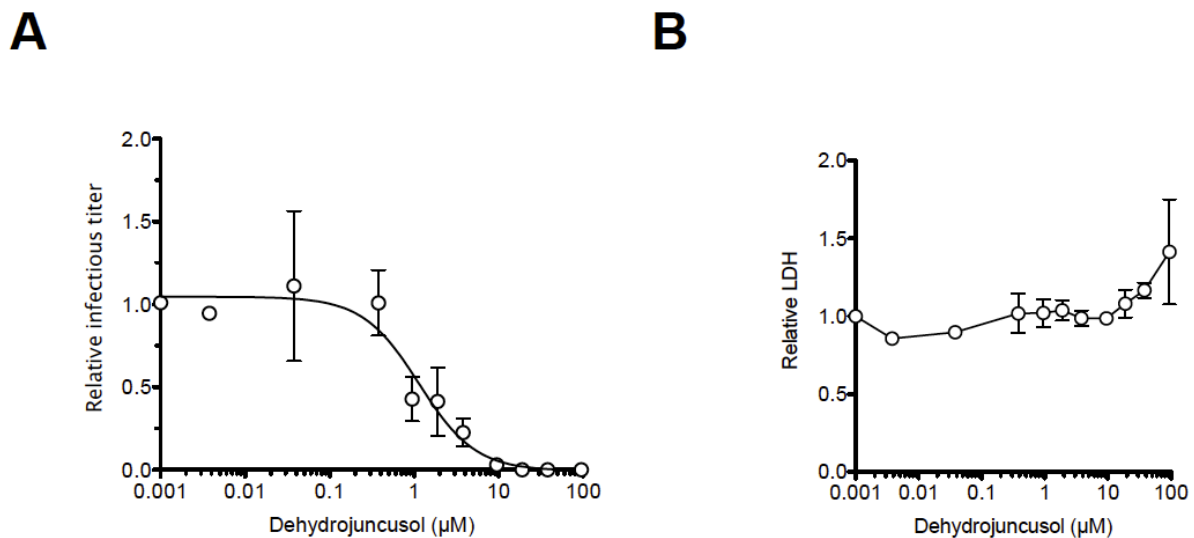 A
Relative infectious titer
2.0
1.5
1.0
0.5
0.0
0.001 0.01 0.1 1 10 100
Dehydrojuncusol (µM)
B
Relative LDH
2.0
1.5
1.0
0.5
0.0
0.001 0.01 0.1 1 10 100
Dehydrojuncusol (µM)